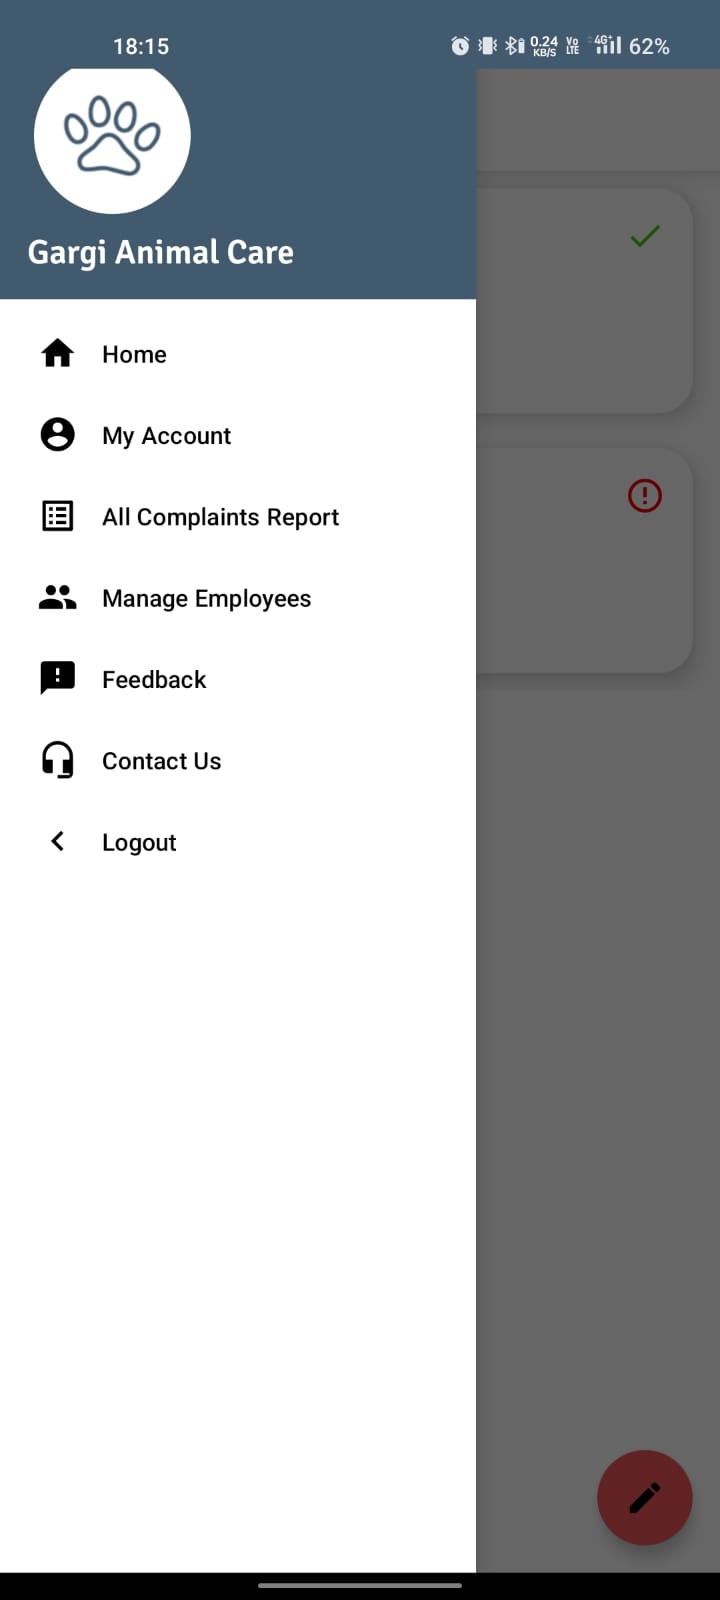 18:15 0.24 KB/S Vo LTE 4G+ 62%
Gargi Animal Care
Home
My Account
All Complaints Report
Manage Employees
Feedback
Contact Us
Logout